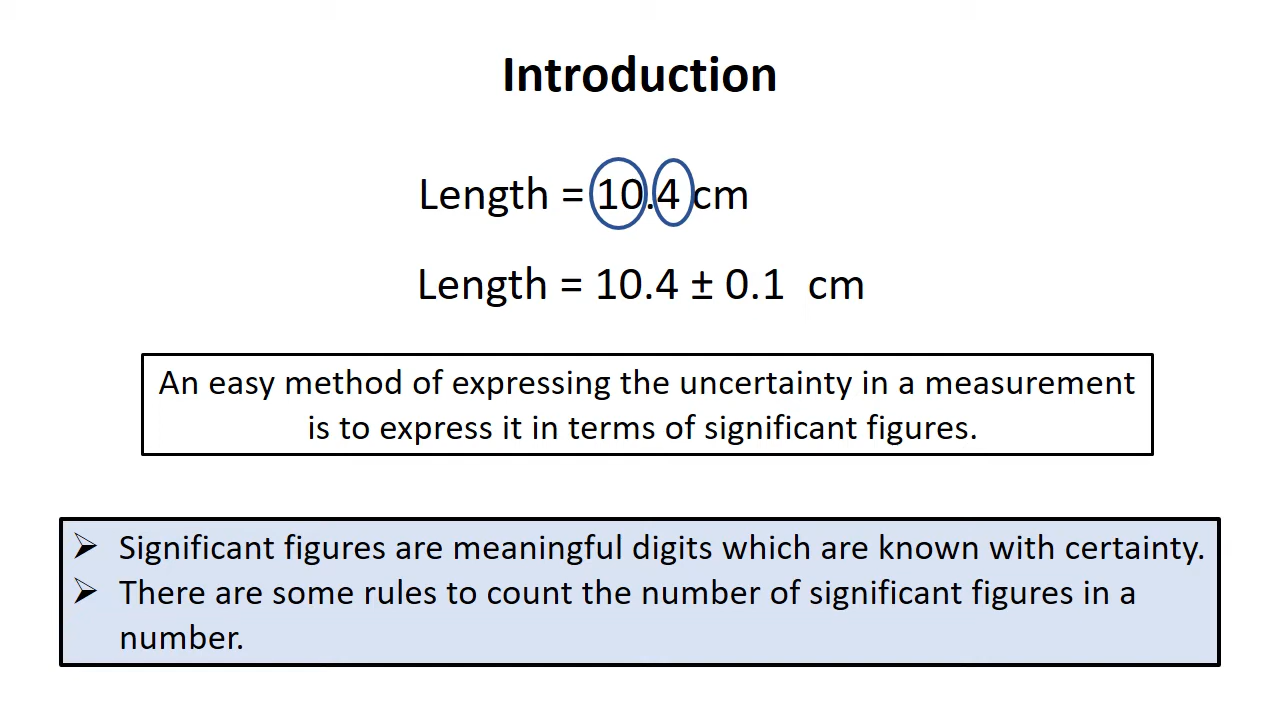 Introduction
Length = 10.4 cm
Length = 10.4 ± 0.1 cm
An easy method of expressing the uncertainty in a measurement
is to express it in terms of significant figures.
➢ Significant figures are meaningful digits which are known with certainty.
➢ There are some rules to count the number of significant figures in a
number.